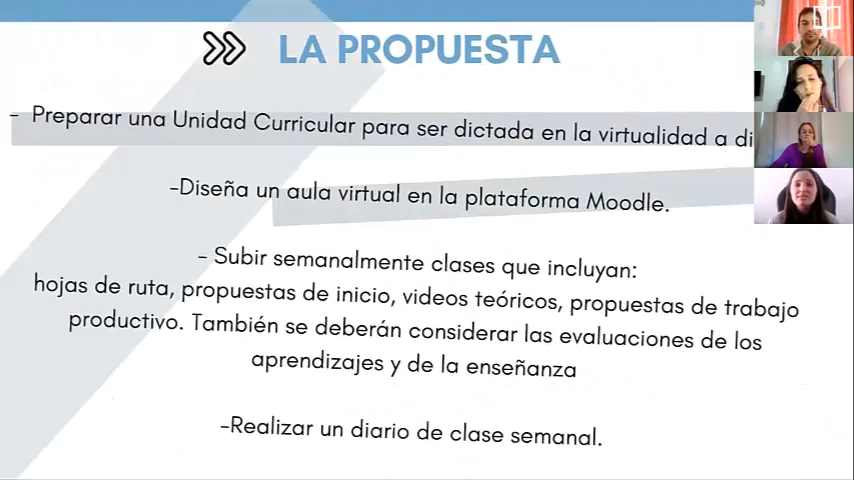 LA PROPUESTA
- Preparar una Unidad Curricular para ser dictada en la virtualidad a
-Diseña un aula virtual en la plataforma Moodle.
- Subir semanalmente clases que incluyan:
hojas de ruta, propuestas de inicio, videos teóricos, propuestas de trabajo
productivo. También se deberán considerar las evaluaciones de los
aprendizajes y de la enseñanza
-Realizar un diario de clase semanal.